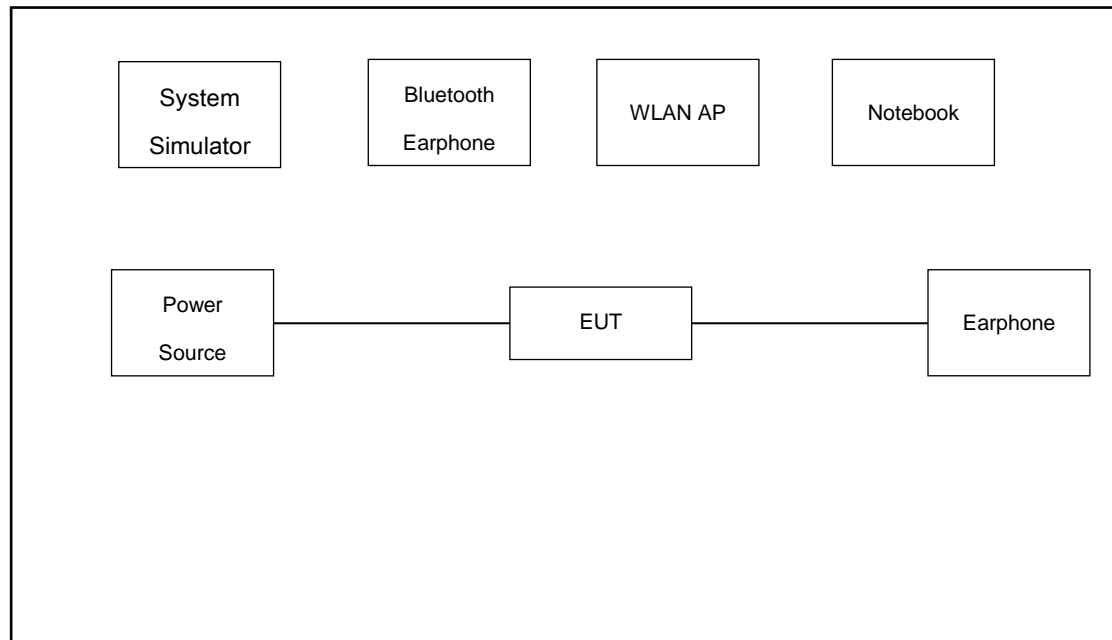 System
Simulator
Bluetooth
Earphone
WLAN AP
Notebook
Power
Source
EUT
Earphone